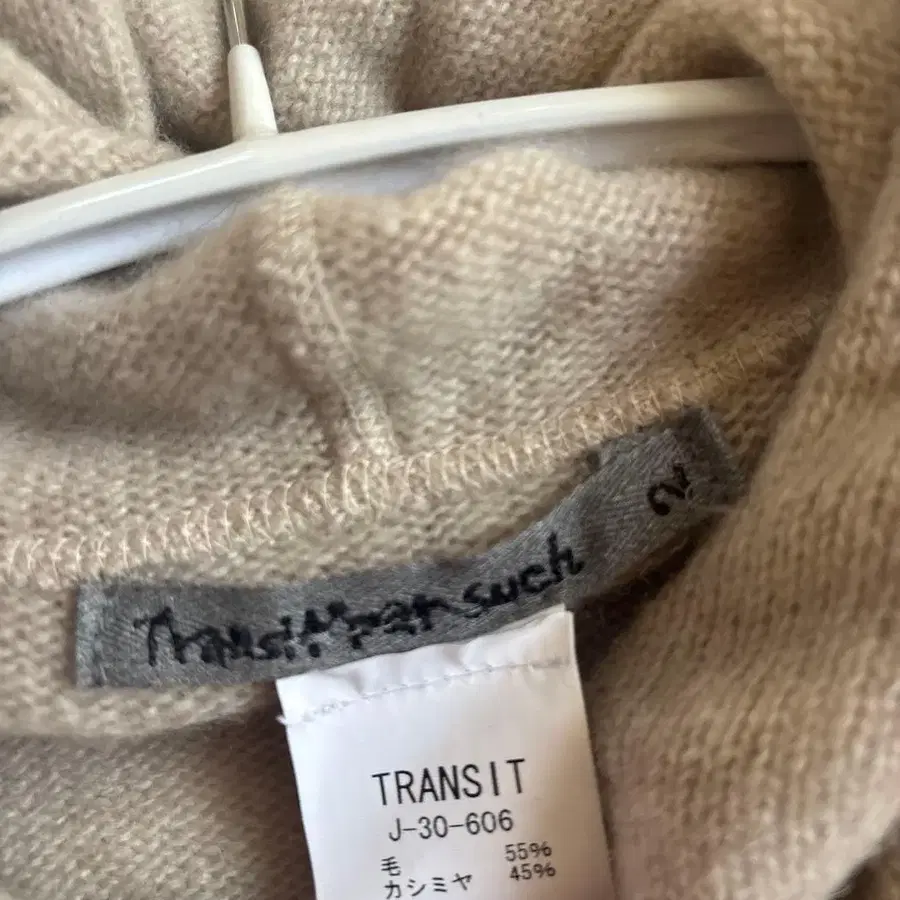 Transit par such
2
TRANSIT
J-30-606
毛 55%
カシミヤ 45%